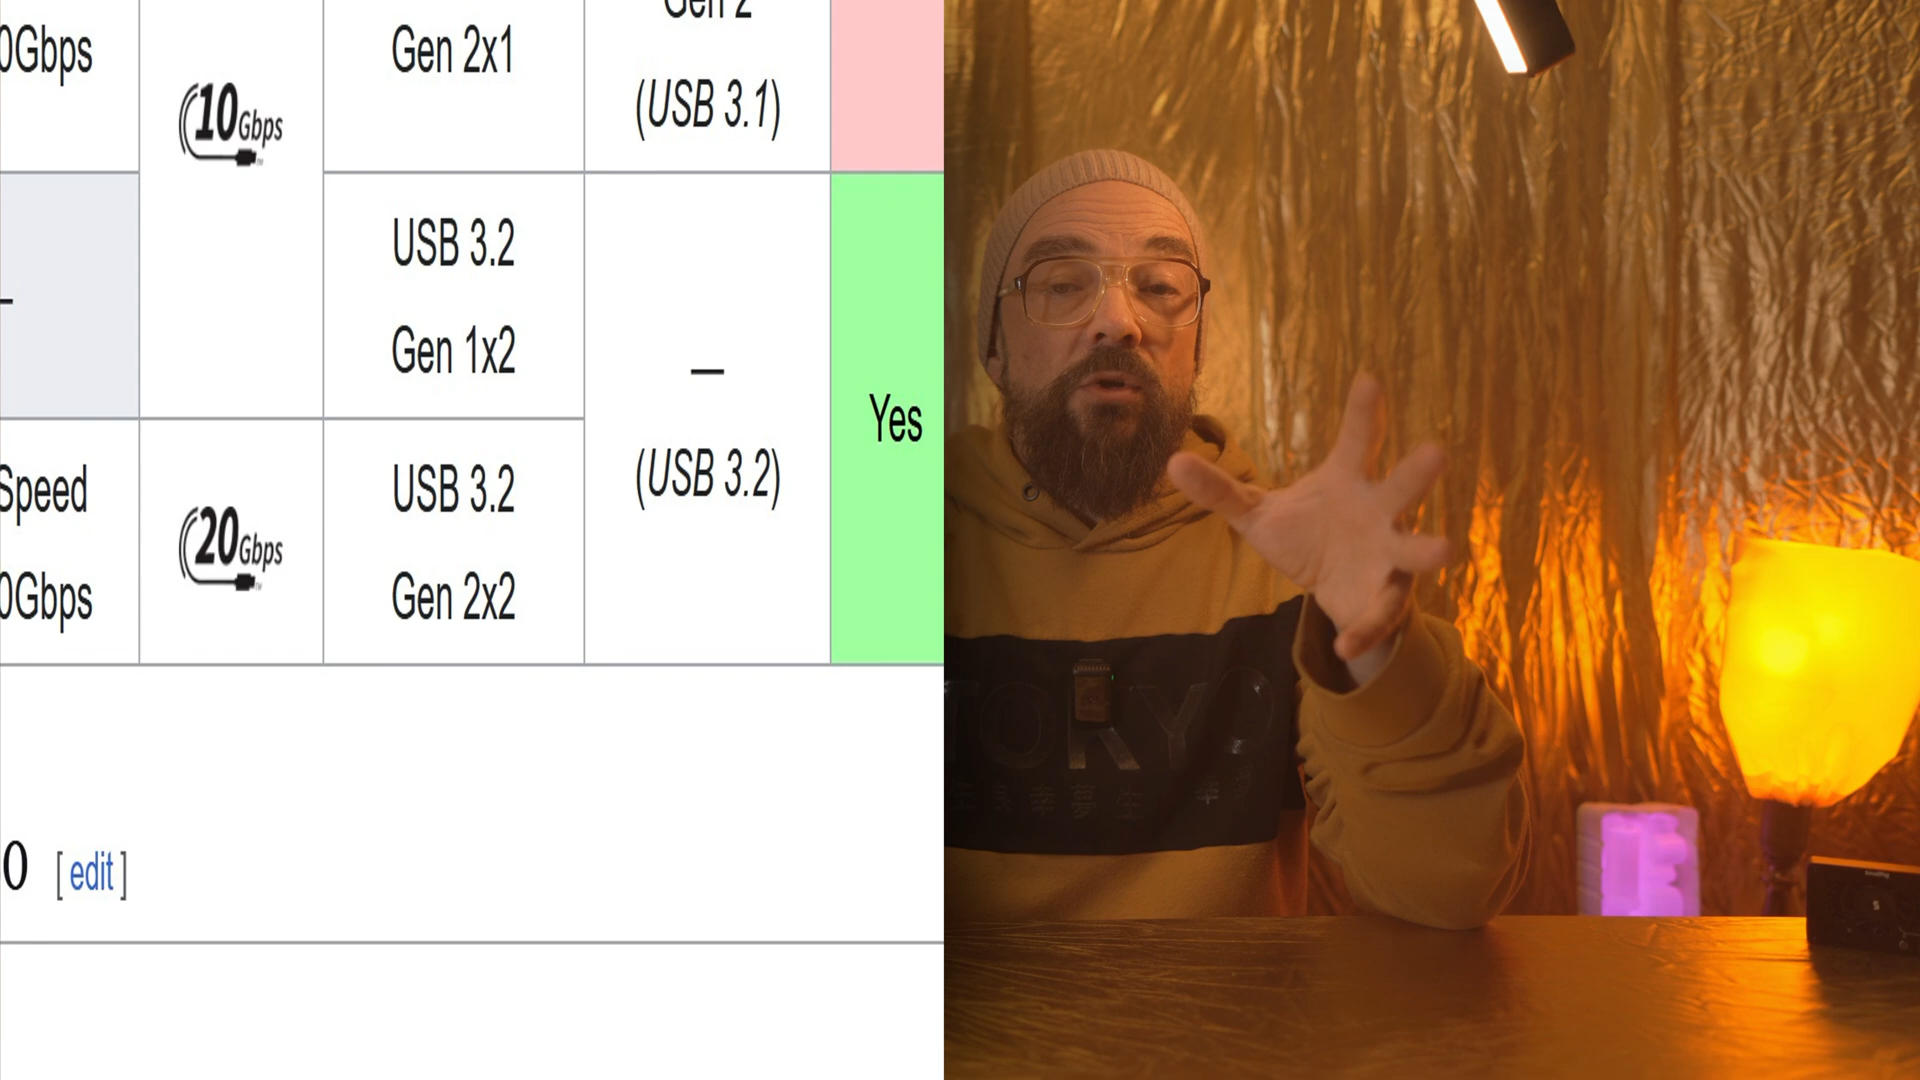 Gen 2
0Gbps
Gen 2x1
(USB 3.1)
10Gbps
USB 3.2
Gen 1x2
—
—
Yes
(USB 3.2)
Speed
USB 3.2
20Gbps
0Gbps
Gen 2x2
0 [ edit ]
TOKYO